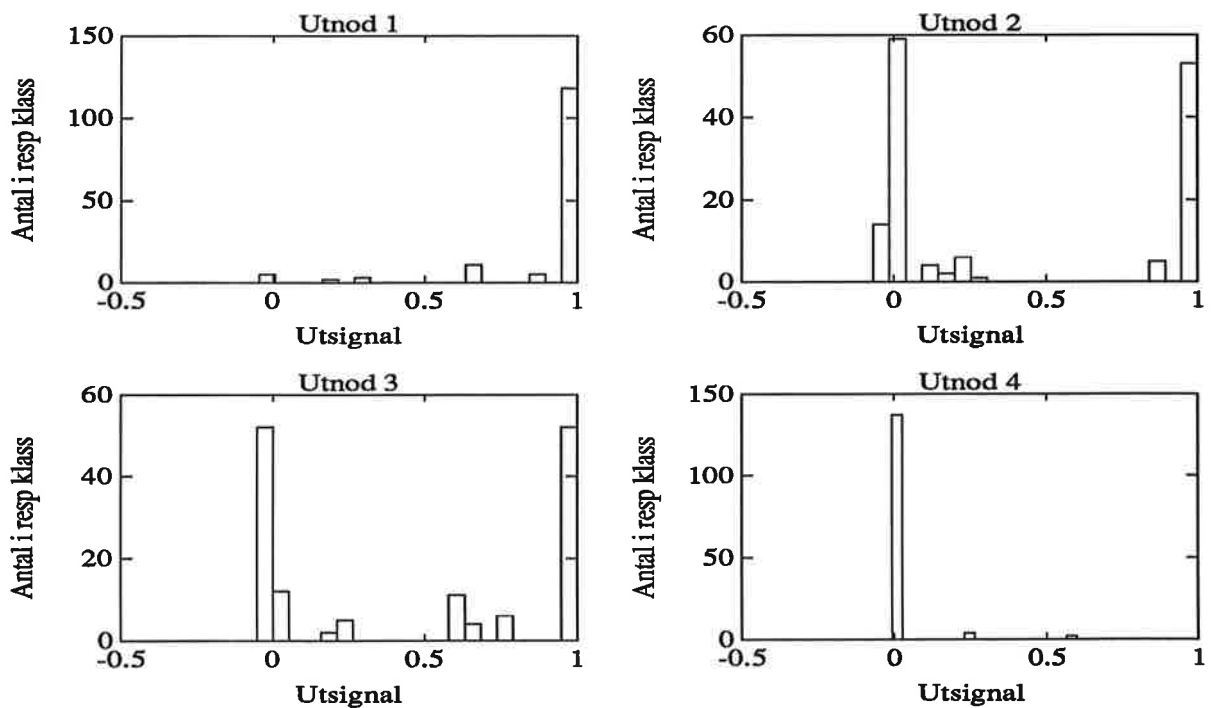 Utnod 1
150
100
50
0
-0.5 0 0.5 1
Antal i resp klass
Utsignal
Utnod 2
60
40
20
0
-0.5 0 0.5 1
Antal i resp klass
Utsignal
Utnod 3
60
40
20
0
-0.5 0 0.5 1
Antal i resp klass
Utsignal
Utnod 4
150
100
50
0
-0.5 0 0.5 1
Antal i resp klass
Utsignal